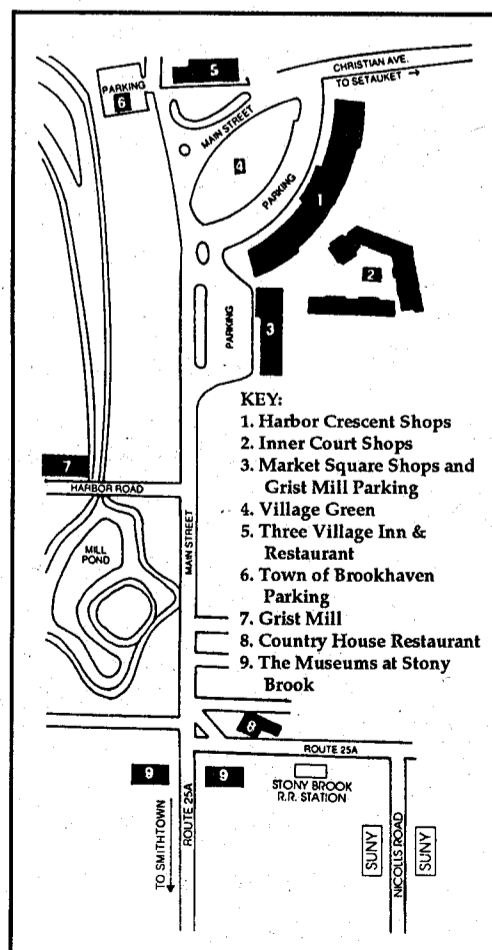 5
CHRISTIAN AVE.
TO SETAUKET →
PARKING
6
MAIN STREET
4
PARKING
1
2
3
PARKING
KEY:
1. Harbor Crescent Shops
2. Inner Court Shops
3. Market Square Shops and
Grist Mill Parking
4. Village Green
5. Three Village Inn &
Restaurant
6. Town of Brookhaven
Parking
7. Grist Mill
8. Country House Restaurant
9. The Museums at Stony
Brook
7
HARBOR ROAD
MILL
POND
MAIN STREET
8
ROUTE 25A
9
9
STONY BROOK
R.R. STATION
TO SMITHTOWN
ROUTE 25A
SUNY
NICOLLS ROAD
SUNY